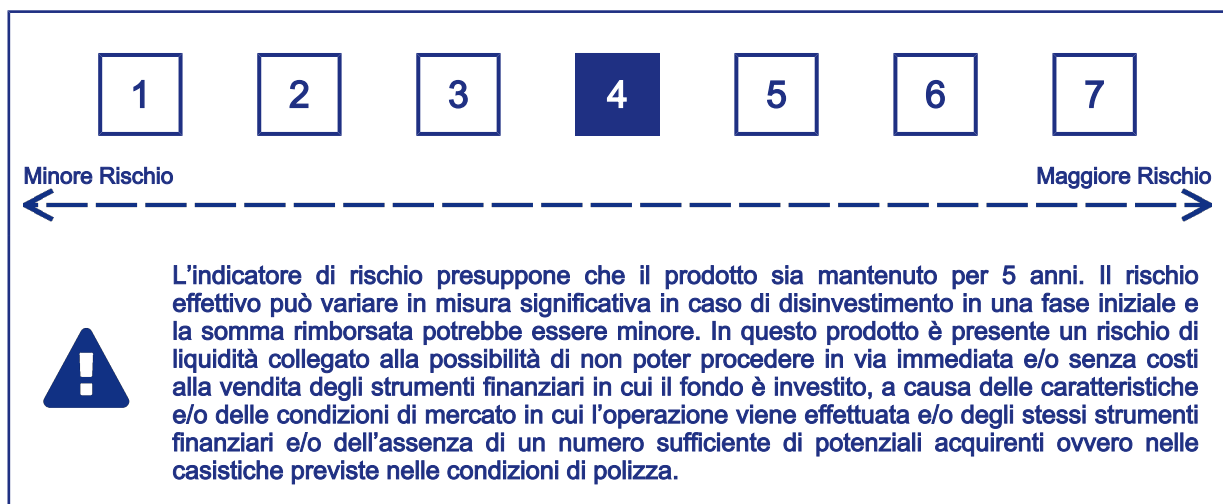 1 2 3 4 5 6 7
Minore Rischio Maggiore Rischio
L'indicatore di rischio presuppone che il prodotto sia mantenuto per 5 anni. Il rischio
effettivo può variare in misura significativa in caso di disinvestimento in una fase iniziale e
la somma rimborsata potrebbe essere minore. In questo prodotto è presente un rischio di
liquidità collegato alla possibilità di non poter procedere in via immediata e/o senza costi
alla vendita degli strumenti finanziari in cui il fondo è investito, a causa delle caratteristiche
e/o delle condizioni di mercato in cui l'operazione viene effettuata e/o degli stessi strumenti
finanziari e/o dell'assenza di un numero sufficiente di potenziali acquirenti ovvero nelle
casistiche previste nelle condizioni di polizza.